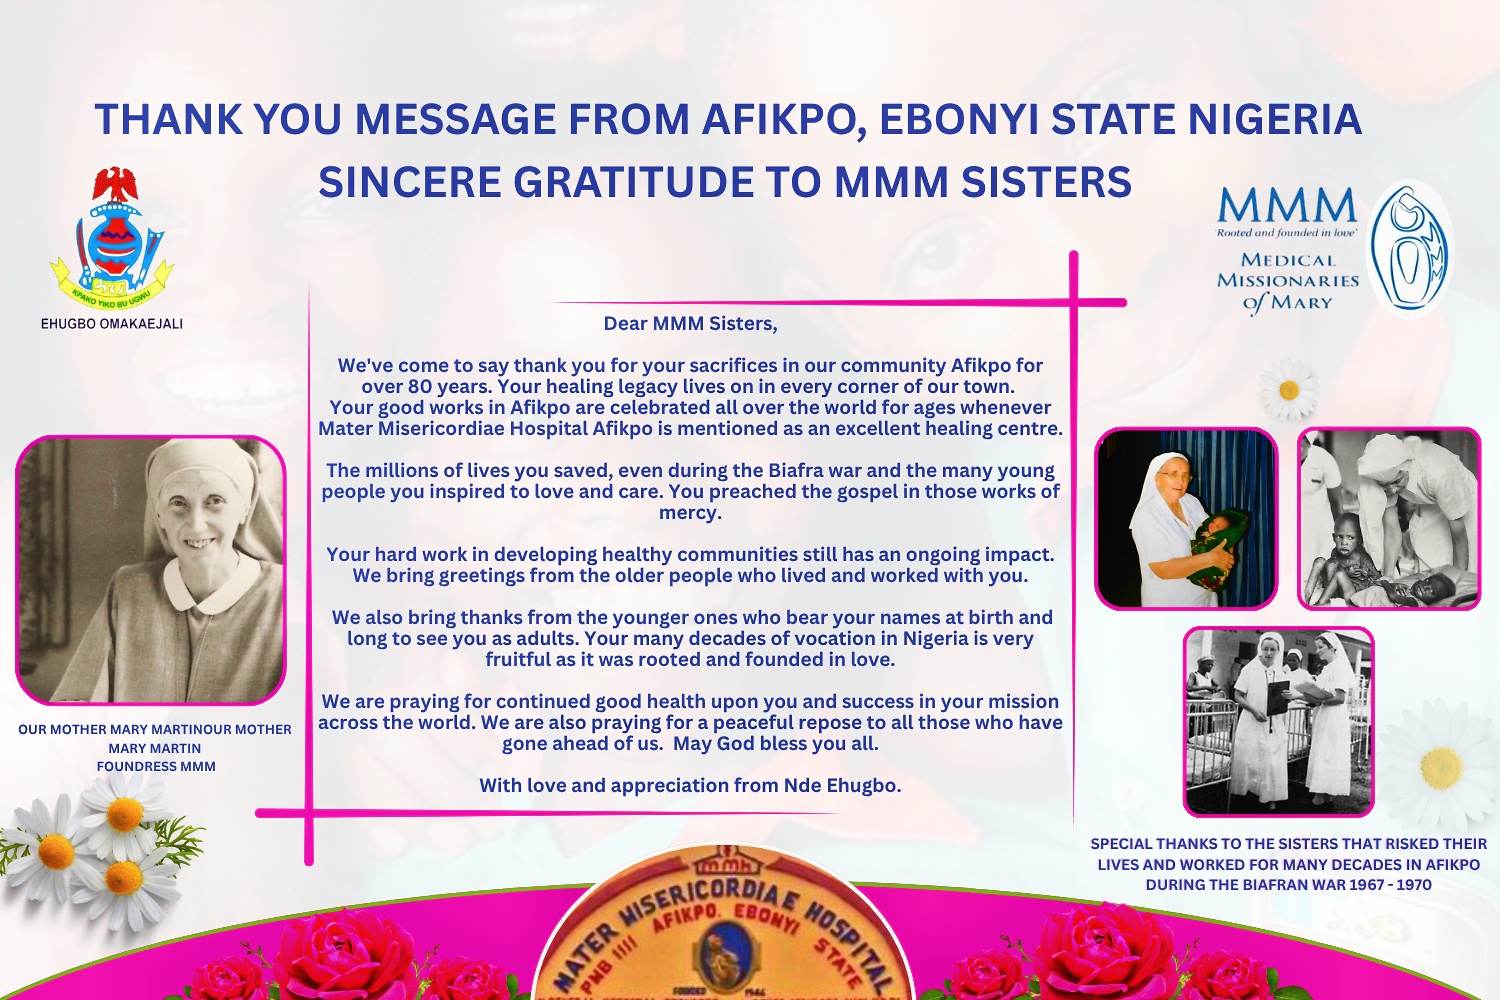 THANK YOU MESSAGE FROM AFIKPO, EBONYI STATE NIGERIA
SINCERE GRATITUDE TO MMM SISTERS
KPAKO YIKO BU UGWU
EHUGBO OMAKAEJALI
MMM
'Rooted and founded in love'
MEDICAL
MISSIONARIES
of MARY
MMM
Dear MMM Sisters,
We've come to say thank you for your sacrifices in our community Afikpo for
over 80 years. Your healing legacy lives on in every corner of our town.
Your good works in Afikpo are celebrated all over the world for ages whenever
Mater Misericordiae Hospital Afikpo is mentioned as an excellent healing centre.
The millions of lives you saved, even during the Biafra war and the many young
people you inspired to love and care. You preached the gospel in those works of
mercy.
Your hard work in developing healthy communities still has an ongoing impact.
We bring greetings from the older people who lived and worked with you.
We also bring thanks from the younger ones who bear your names at birth and
long to see you as adults. Your many decades of vocation in Nigeria is very
fruitful as it was rooted and founded in love.
We are praying for continued good health upon you and success in your mission
across the world. We are also praying for a peaceful repose to all those who have
gone ahead of us.  May God bless you all.
With love and appreciation from Nde Ehugbo.
OUR MOTHER MARY MARTINOUR MOTHER
MARY MARTIN
FOUNDRESS MMM
SPECIAL THANKS TO THE SISTERS THAT RISKED THEIR
LIVES AND WORKED FOR MANY DECADES IN AFIKPO
DURING THE BIAFRAN WAR 1967 - 1970
mmh
MATER MISERICORDIAE HOSPITAL
AFIKPO. EBONYI STATE
FOUNDED 1946